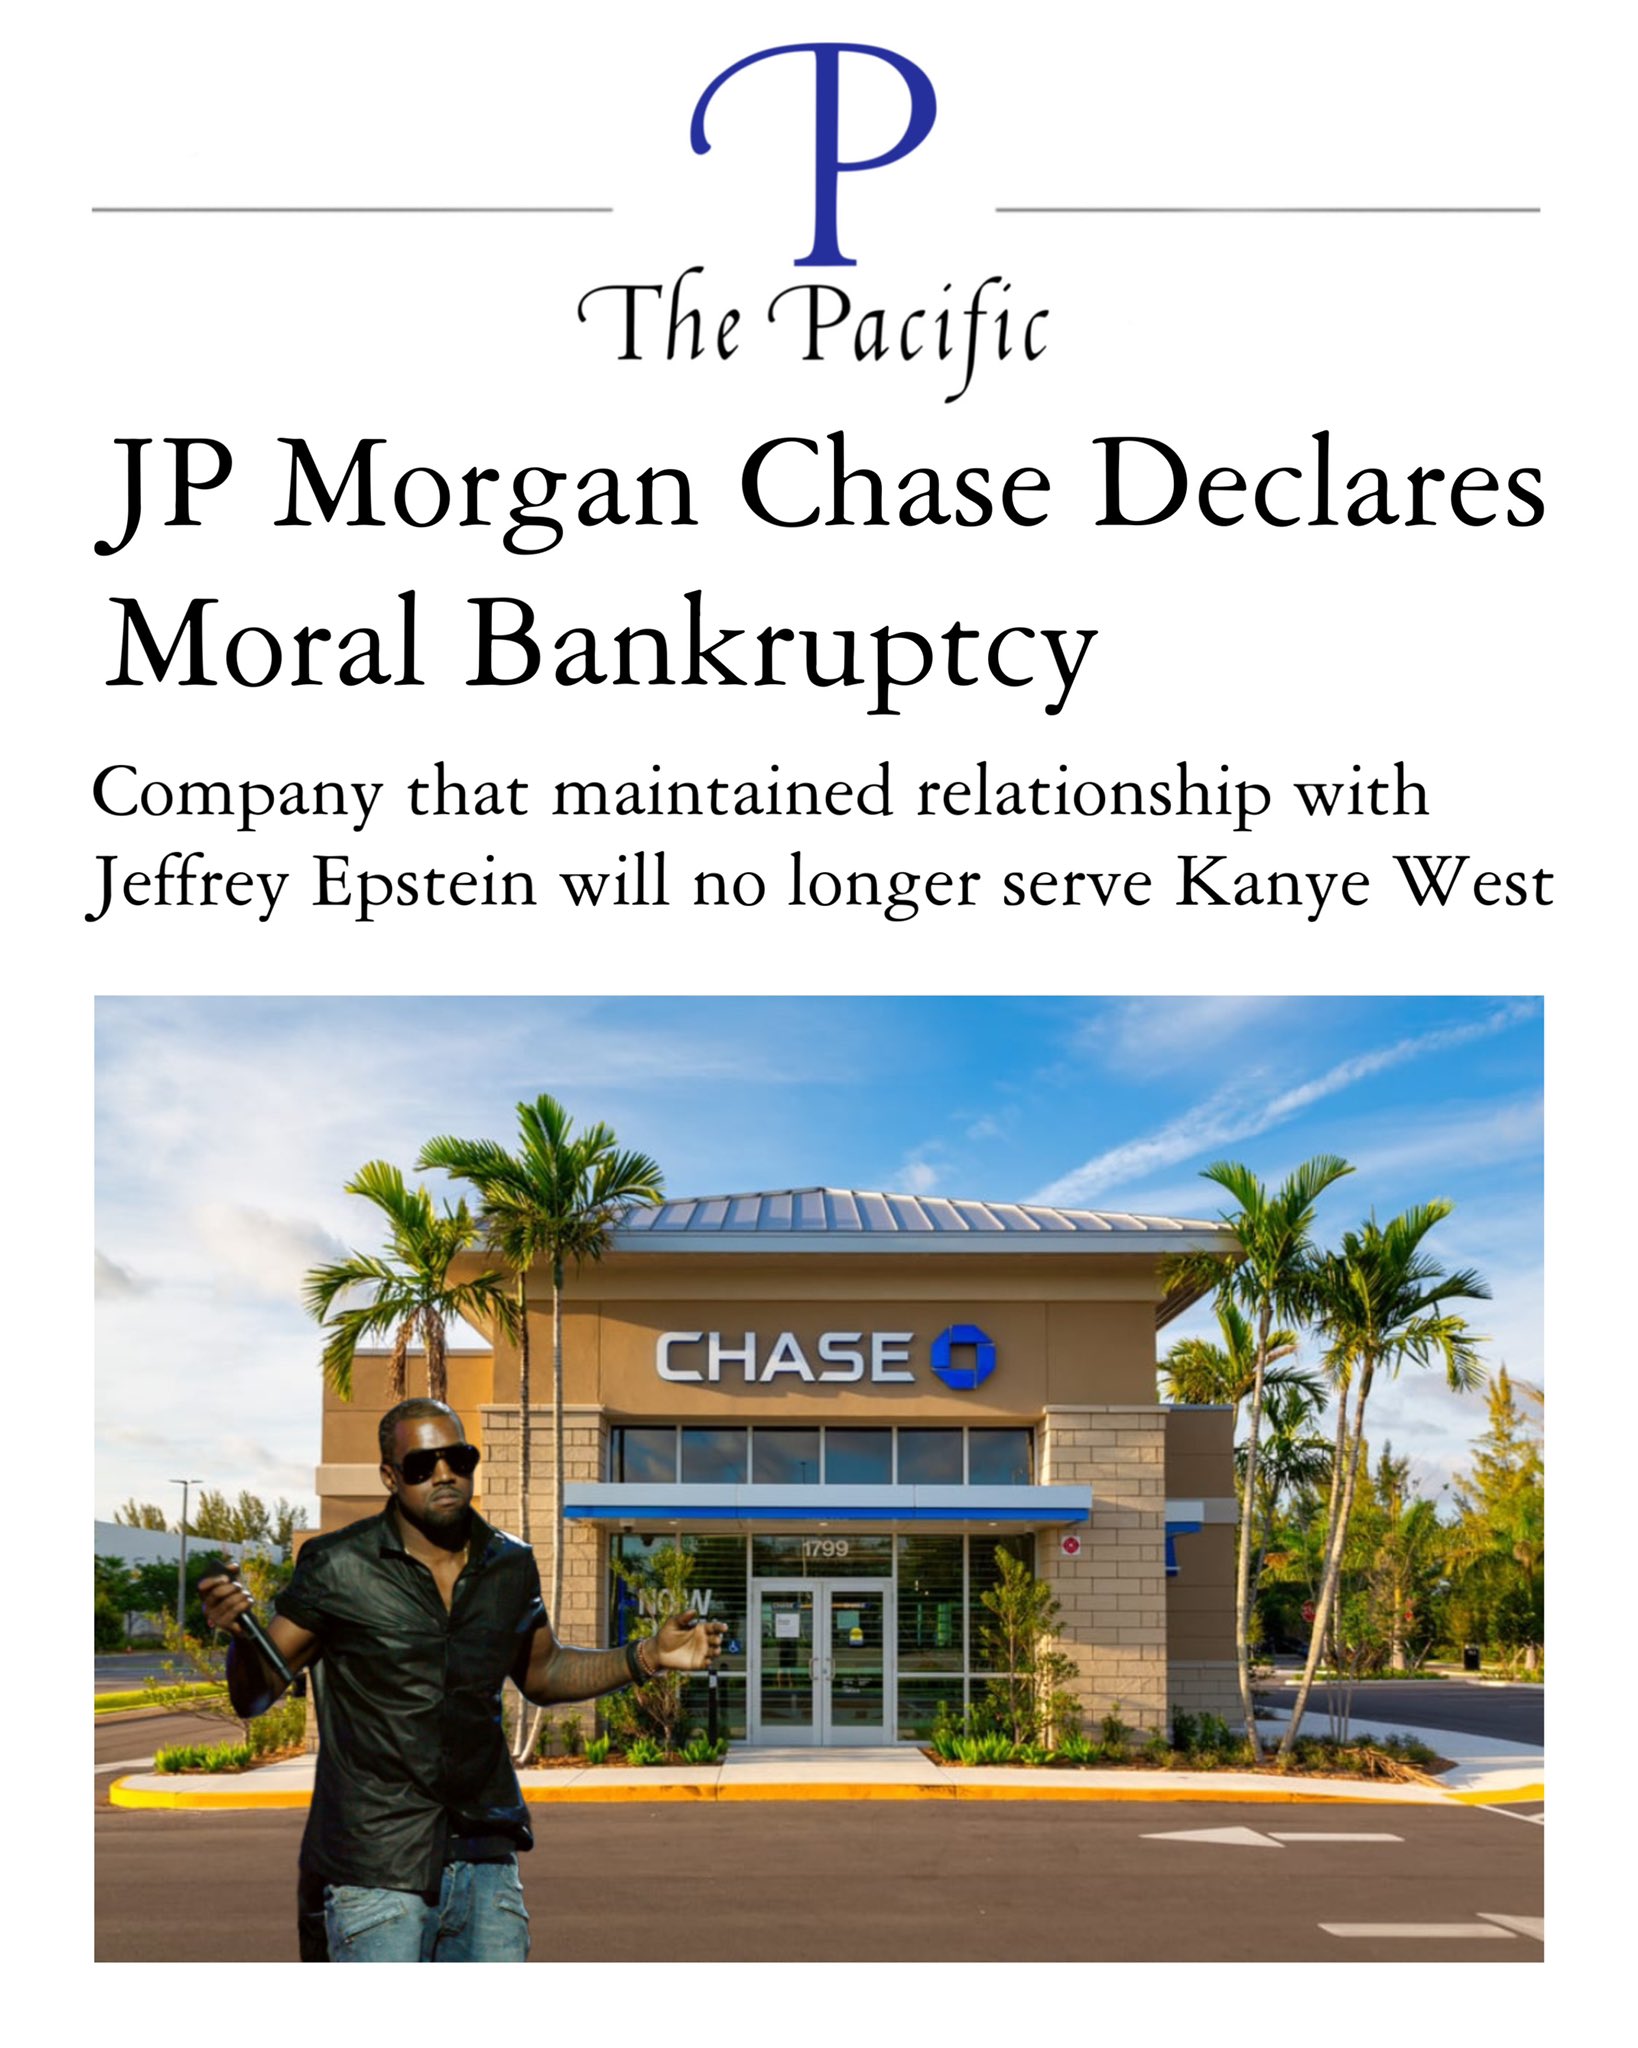 P
The Pacific
JP Morgan Chase Declares
Moral Bankruptcy
Company that maintained relationship with
Jeffrey Epstein will no longer serve Kanye West
CHASE
1799
NOW